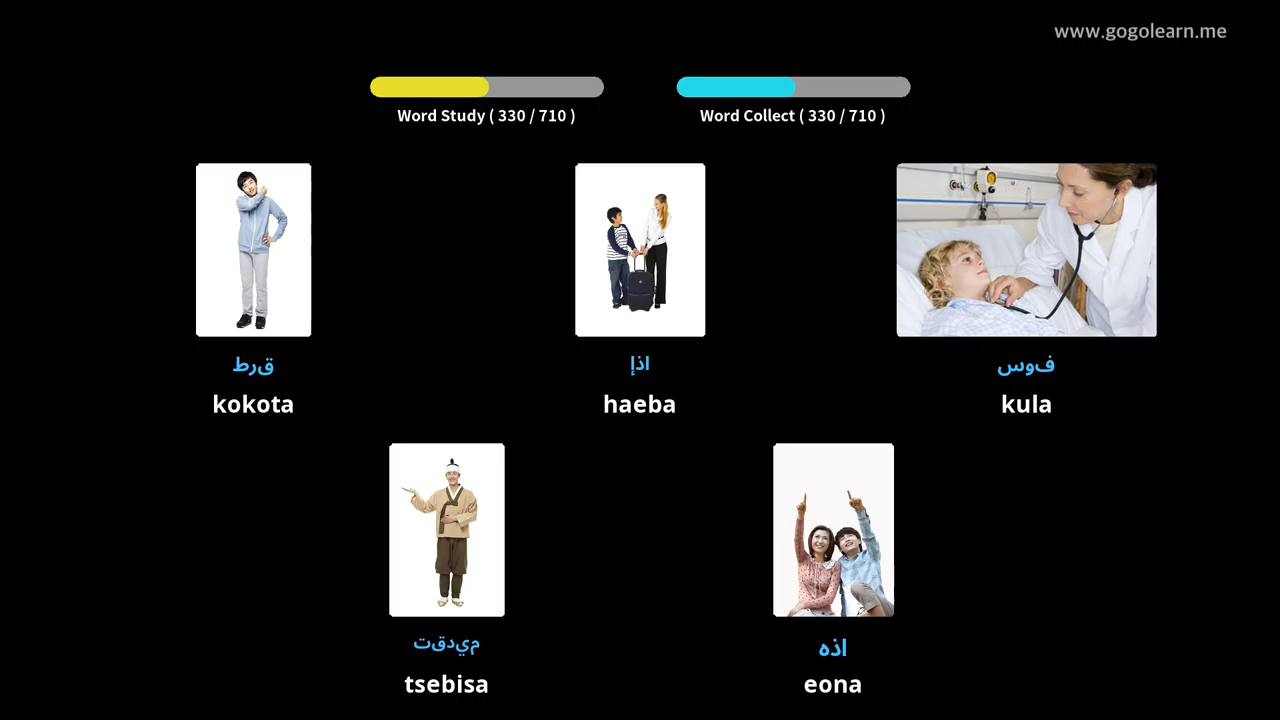 www.gogolearn.me
Word Study ( 330 / 710 )
Word Collect ( 330 / 710 )
قرط
kokota
اذإ
haeba
فوس
kula
ميدقت
tsebisa
اذه
eona